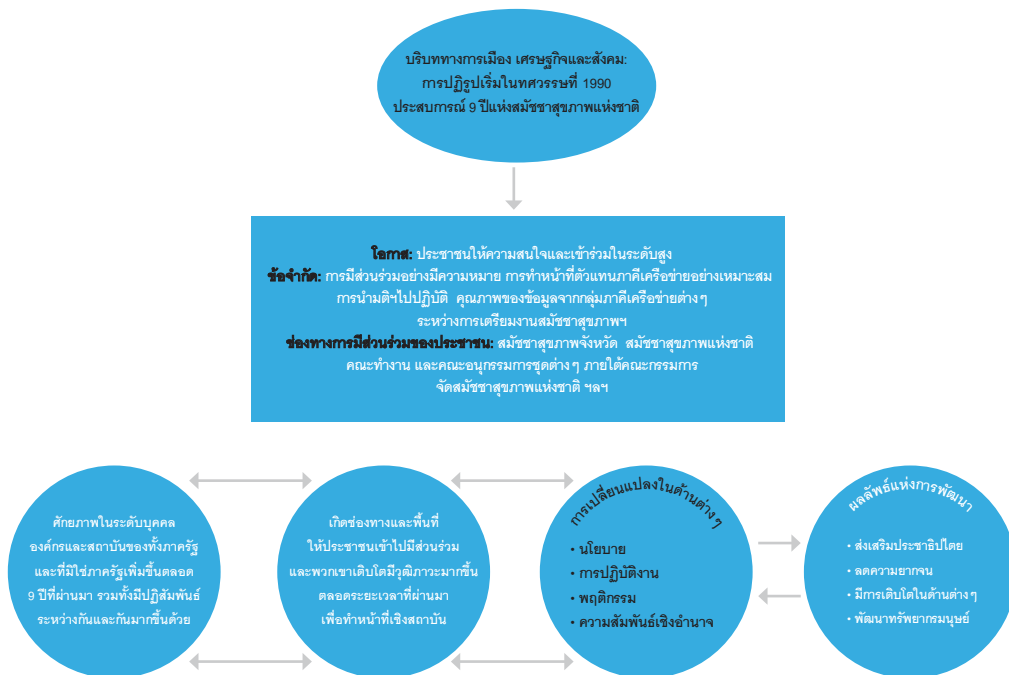 บริบททางการเมือง เศรษฐกิจและสังคม:
การปฏิรูปเริ่มในทศวรรษที่ 1990
ประสบการณ์ 9 ปีแห่งสมัชชาสุขภาพแห่งชาติ
โอกาส: ประชาชนให้ความสนใจและเข้าร่วมในระดับสูง
ข้อจำกัด: การมีส่วนร่วมอย่างมีความหมาย การทำหน้าที่ตัวแทนภาคีเครือข่ายอย่างเหมาะสม
การนำมติฯไปปฏิบัติ คุณภาพของข้อมูลจากกลุ่มภาคีเครือข่ายต่างๆ
ระหว่างการเตรียมงานสมัชชาสุขภาพฯ
ช่องทางการมีส่วนร่วมของประชาชน: สมัชชาสุขภาพจังหวัด สมัชชาสุขภาพแห่งชาติ
คณะทำงาน และคณะอนุกรรมการชุดต่างๆ ภายใต้คณะกรรมการ
จัดสมัชชาสุขภาพแห่งชาติ ฯลฯ
ศักยภาพในระดับบุคคล
องค์กรและสถาบันของทั้งภาครัฐ
และที่มิใช่ภาครัฐเพิ่มขึ้นตลอด
9 ปีที่ผ่านมา รวมทั้งมีปฏิสัมพันธ์
ระหว่างกันและกันมากขึ้นด้วย
เกิดช่องทางและพื้นที่
ให้ประชาชนเข้าไปมีส่วนร่วม
และพวกเขาเติบโตมีวุฒิภาวะมากขึ้น
ตลอดระยะเวลาที่ผ่านมา
เพื่อทำหน้าที่เชิงสถาบัน
การเปลี่ยนแปลงในด้านต่างๆ
• นโยบาย
• การปฏิบัติงาน
• พฤติกรรม
• ความสัมพันธ์เชิงอำนาจ
ผลลัพธ์แห่งการพัฒนา
• ส่งเสริมประชาธิปไตย
• ลดความยากจน
• มีการเติบโตในด้านต่างๆ
• พัฒนาทรัพยากรมนุษย์